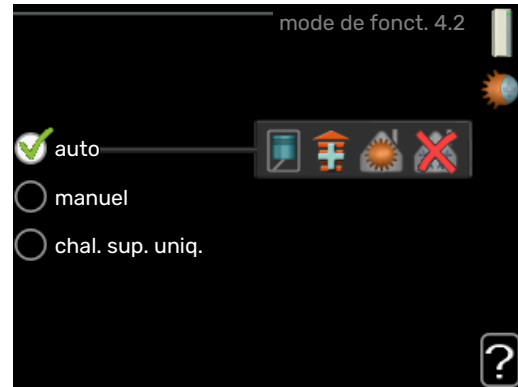 mode de fonct. 4.2
auto
manuel
chal. sup. uniq.
?